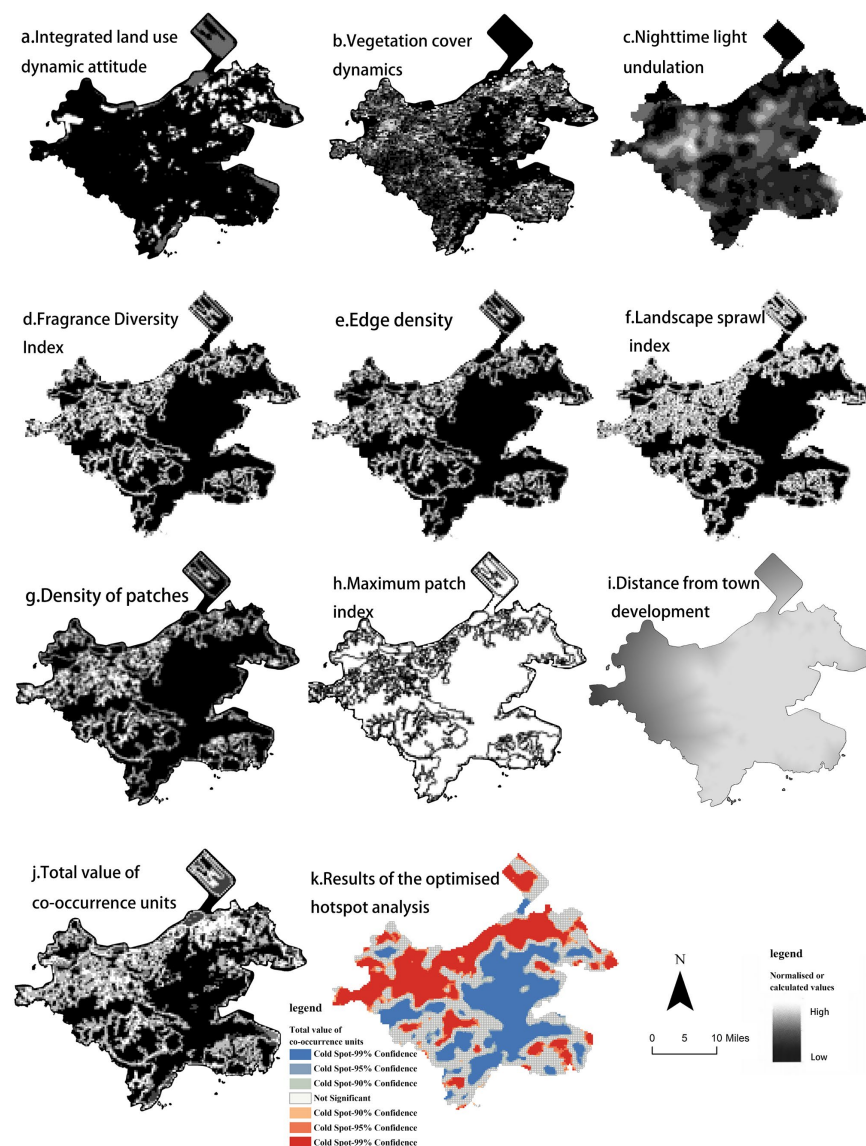 a.Integrated land use
dynamic attitude
b.Vegetation cover
dynamics
c.Nighttime light
undulation
d.Fragrance Diversity
Index
e.Edge density
f.Landscape sprawl
index
g.Density of patches
h.Maximum patch
index
i.Distance from town
development
j.Total value of
co-occurrence units
k.Results of the optimised
hotspot analysis
legend
Total value of
co-occurrence units
Cold Spot-99% Confidence
Cold Spot-95% Confidence
Cold Spot-90% Confidence
Not Significant
Cold Spot-90% Confidence
Cold Spot-95% Confidence
Cold Spot-99% Confidence
N
0 5 10 Miles
legend
Normalised or
calculated values
High
Low